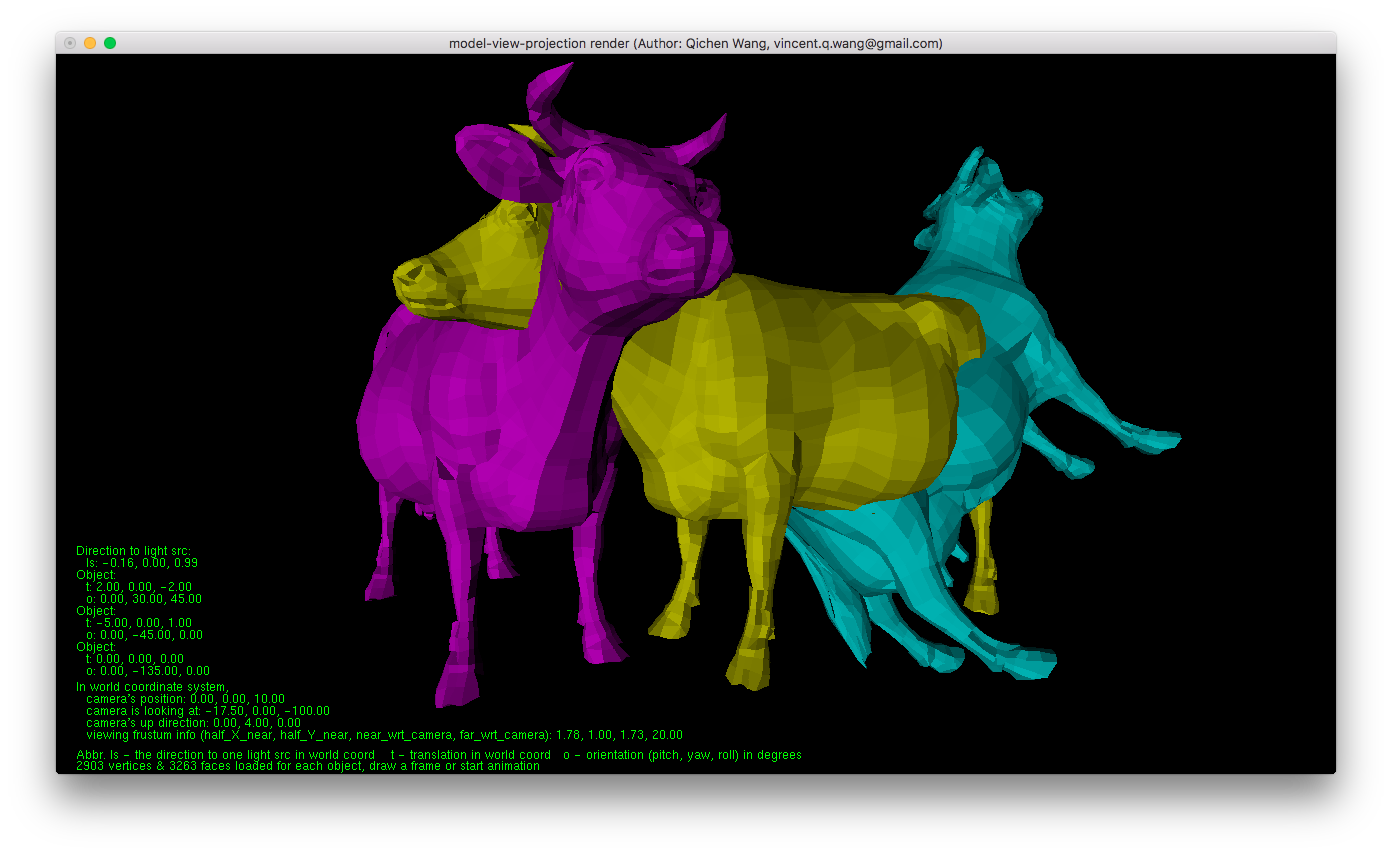 model-view-projection render (Author: Qichen Wang, vincent.q.wang@gmail.com)
Direction to light src:
ls: −0.16, 0.00, 0.99
Object:
t: 2.00, 0.00, −2.00
o: 0.00, 30.00, 45.00
Object:
t: −5.00, 0.00, 1.00
o: 0.00, −45.00, 0.00
Object:
t: 0.00, 0.00, 0.00
o: 0.00, −135.00, 0.00
In world coordinate system,
camera's position: 0.00, 0.00, 10.00
camera is looking at: −17.50, 0.00, −100.00
camera's up direction: 0.00, 4.00, 0.00
viewing frustum info (half_X_near, half_Y_near, near_wrt_camera, far_wrt_camera): 1.78, 1.00, 1.73, 20.00
Abbr. ls − the direction to one light src in world coord    t − translation in world coord   o − orientation (pitch, yaw, roll) in degrees
2903 vertices & 3263 faces loaded for each object, draw a frame or start animation